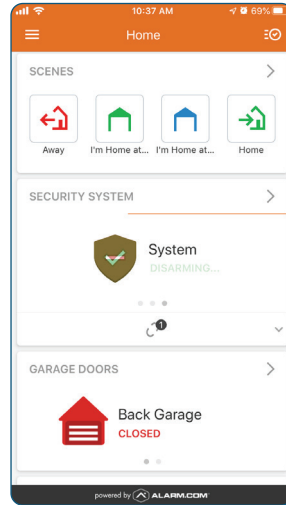 10:37 AM
69%
Home
SCENES
Away
I'm Home at...
I'm Home at...
Home
SECURITY SYSTEM
System
DISARMING...
1
GARAGE DOORS
Back Garage
CLOSED
powered by ALARM.COM